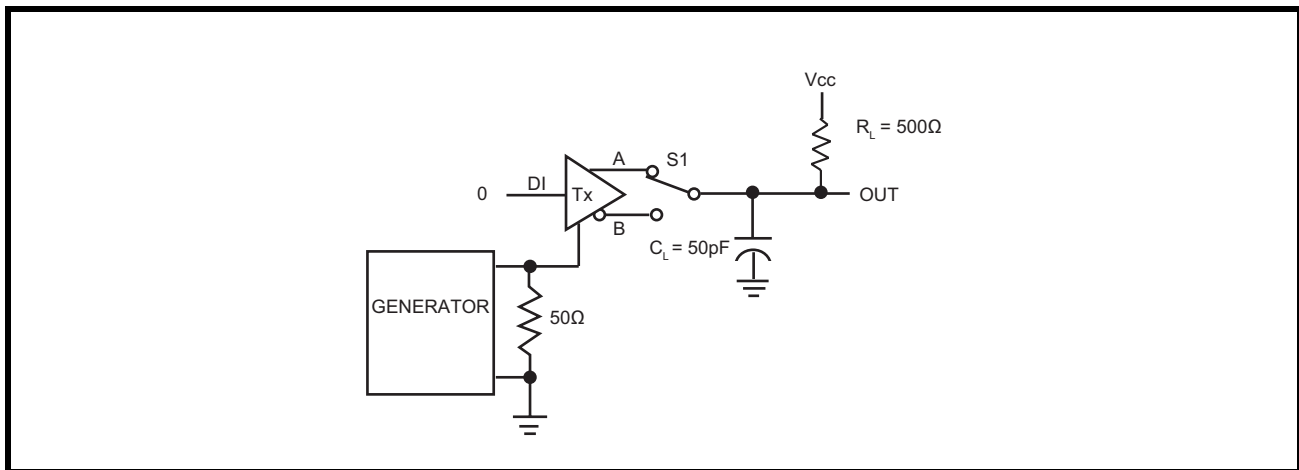 Vcc
R_L = 500Ω
A
S1
0
DI
Tx
OUT
B
C_L = 50pF
GENERATOR
50Ω